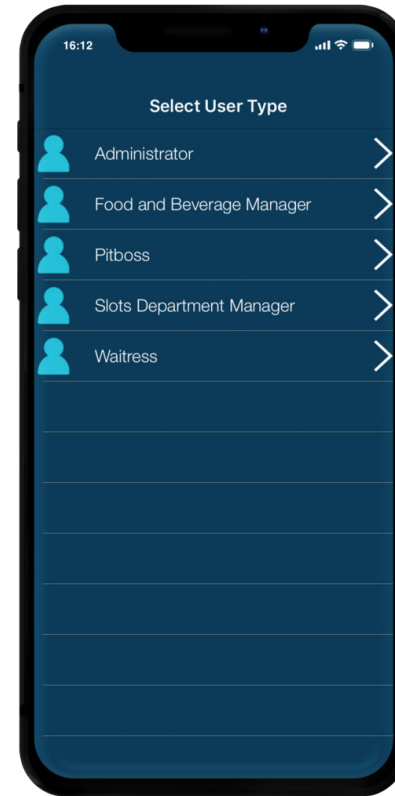 16:12
Select User Type
Administrator
Food and Beverage Manager
Pitboss
Slots Department Manager
Waitress